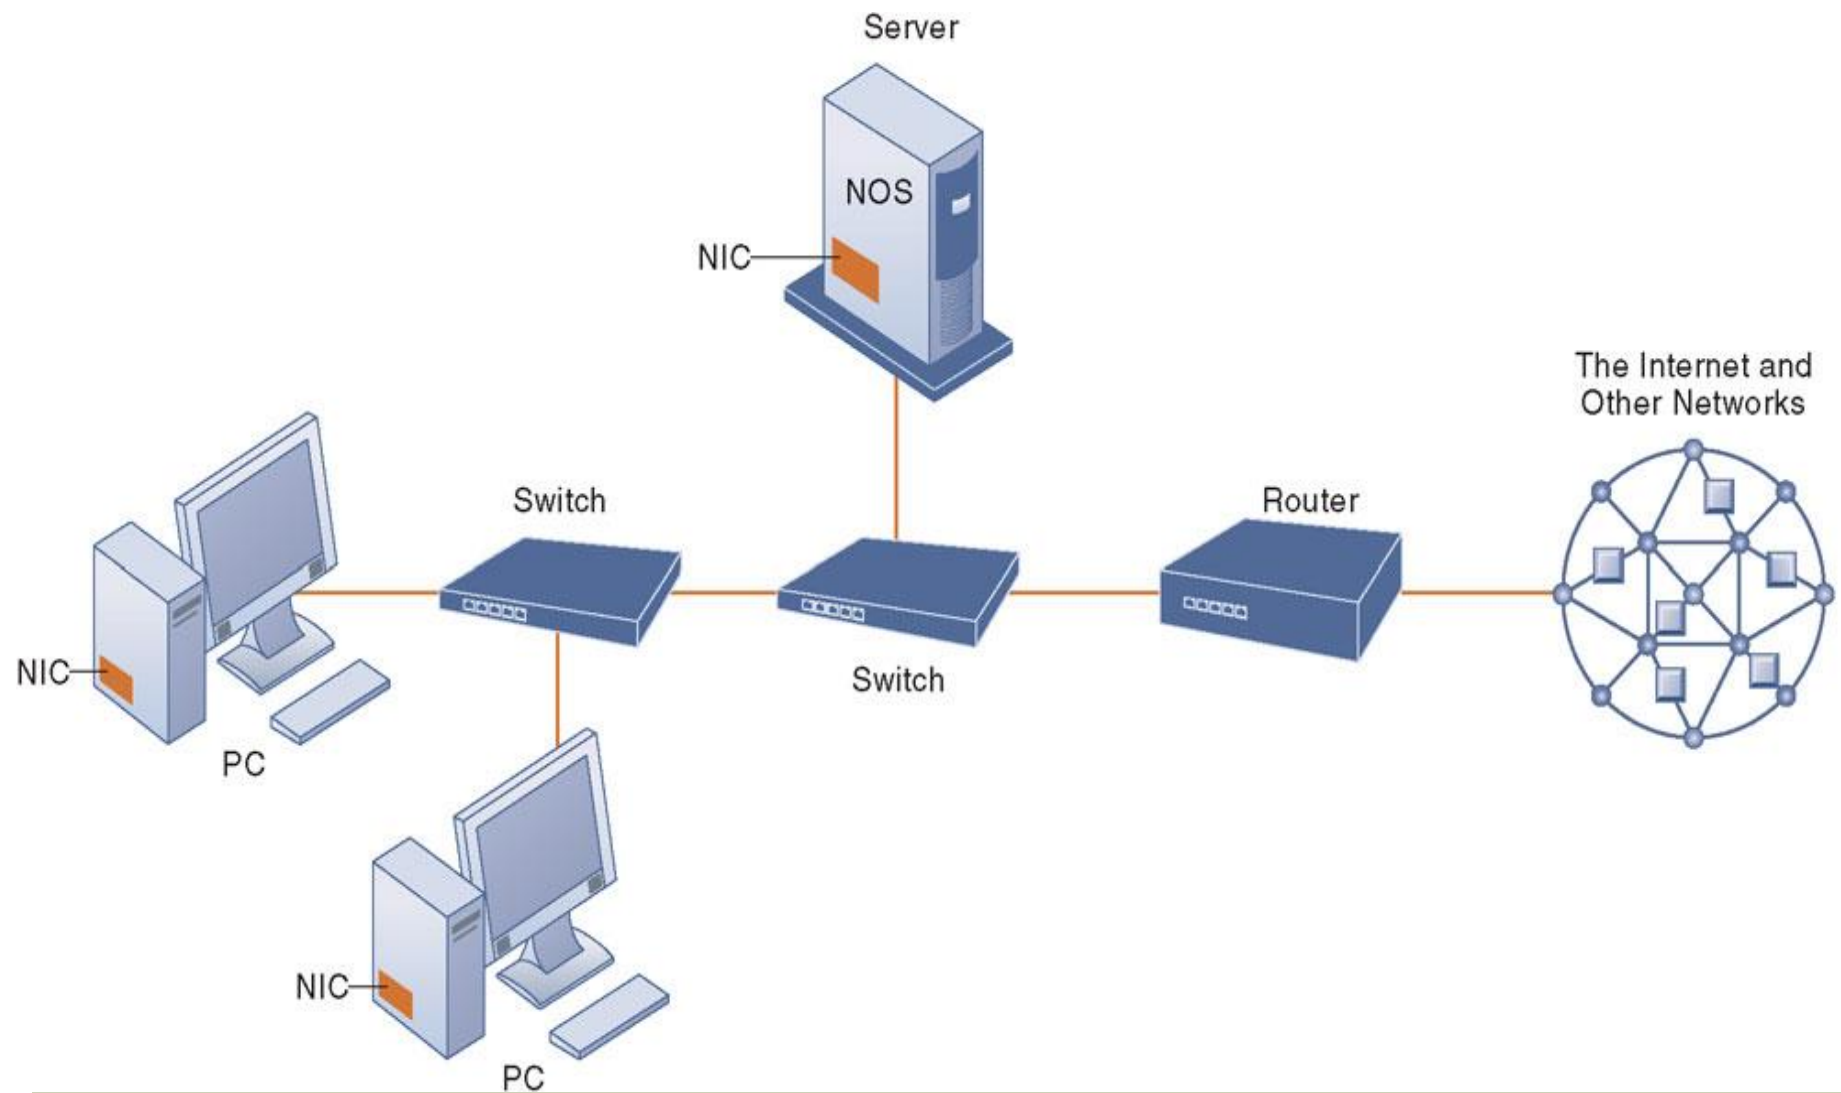 Server
NOS
NIC
The Internet and
Other Networks
Switch
Router
NIC
Switch
PC
NIC
PC